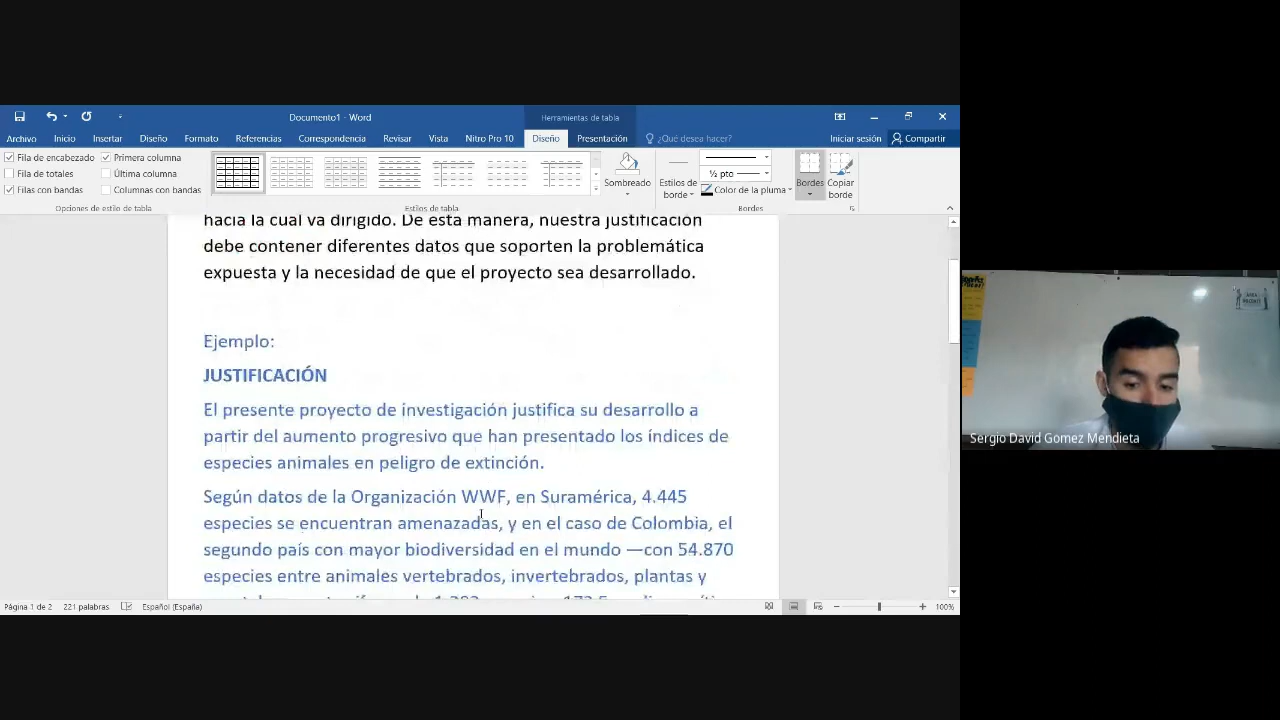 Documento1 - Word
Herramientas de tabla
Archivo Inicio Insertar Diseño Formato Referencias Correspondencia Revisar Vista Nitro Pro 10 Diseño Presentación ¿Qué desea hacer? Iniciar sesión Compartir
Fila de encabezado Primera columna
Fila de totales Última columna
Filas con bandas Columnas con bandas
Opciones de estilo de tabla
Estilos de tabla
Sombreado
Estilos de borde
½ pto
Color de la pluma
Bordes
Copiar borde
Bordes
hacia la cual va dirigido. De esta manera, nuestra justificación
debe contener diferentes datos que soporten la problemática
expuesta y la necesidad de que el proyecto sea desarrollado.
Ejemplo:
JUSTIFICACIÓN
El presente proyecto de investigación justifica su desarrollo a
partir del aumento progresivo que han presentado los índices de
especies animales en peligro de extinción.
Según datos de la Organización WWF, en Suramérica, 4.445
especies se encuentran amenazadas, y en el caso de Colombia, el
segundo país con mayor biodiversidad en el mundo —con 54.870
especies entre animales vertebrados, invertebrados, plantas y
Página 1 de 2 221 palabras Español (España) 100%
Sergio David Gomez Mendieta